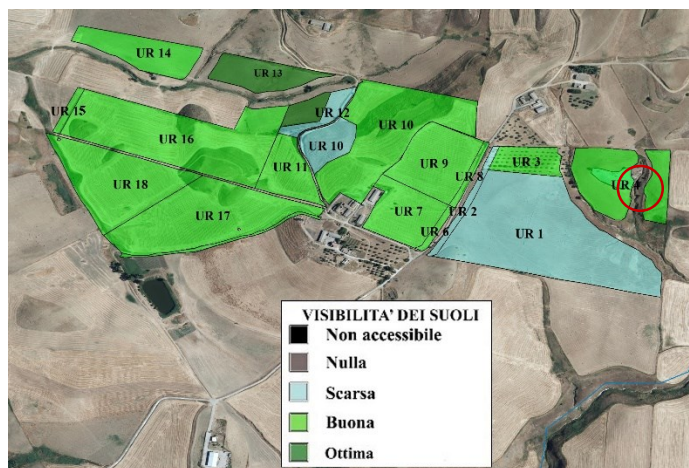 UR 14
UR 13
UR 15
UR 12
UR 10
UR 16
UR 10
UR 9
UR 3
UR 11
UR 8
UR 4
UR 18
UR 7
UR 2
UR 17
UR 6
UR 1
VISIBILITA’ DEI SUOLI
Non accessibile
Nulla
Scarsa
Buona
Ottima